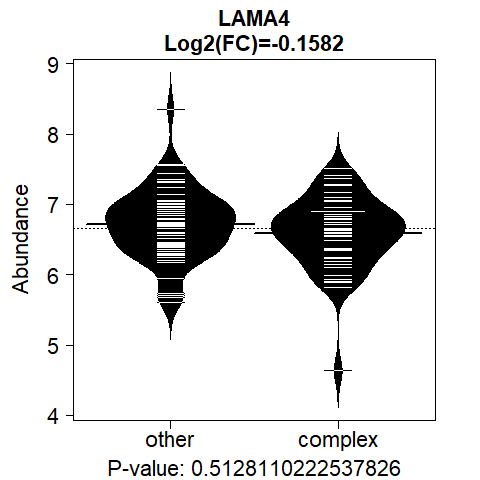 LAMA4
Log2(FC)=-0.1582
Abundance
9
8
7
6
5
4
other complex
P-value: 0.5128110222537826